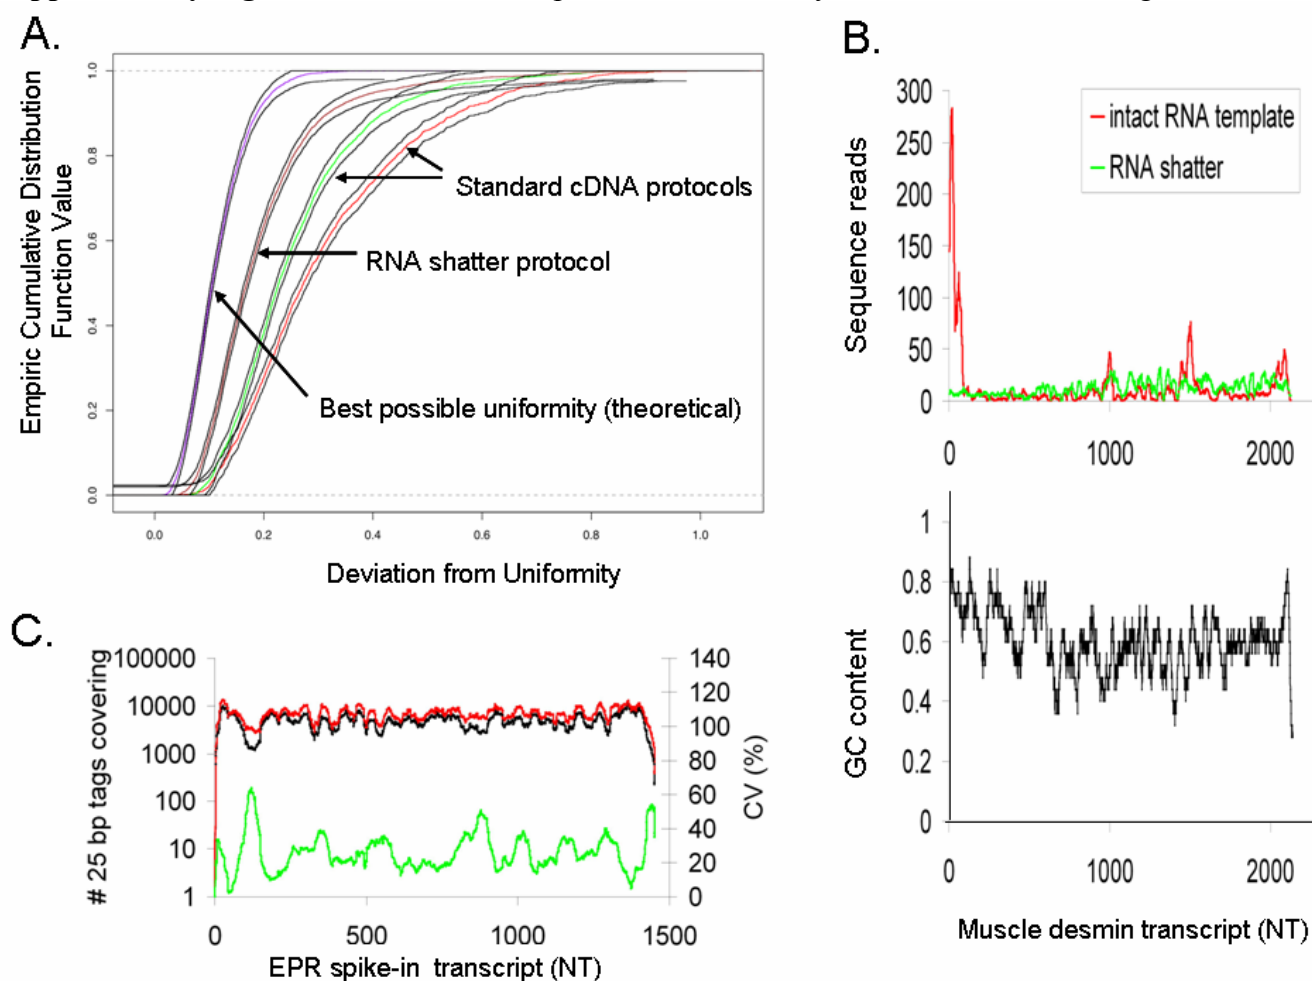 A.
Empiric Cumulative Distribution
Function Value
1.0
0.8
0.6
0.4
0.2
0.0
Standard cDNA protocols
RNA shatter protocol
Best possible uniformity (theoretical)
0.0 0.2 0.4 0.6 0.8 1.0
Deviation from Uniformity
B.
Sequence reads
300
250
200
150
100
50
0
intact RNA template
RNA shatter
0 1000 2000
GC content
1
0.8
0.6
0.4
0.2
0
0 1000 2000
Muscle desmin transcript (NT)
C.
# 25 bp tags covering
100000
10000
1000
100
10
1
140
120
100
80
60
40
20
0
CV (%)
0 500 1000 1500
EPR spike-in transcript (NT)